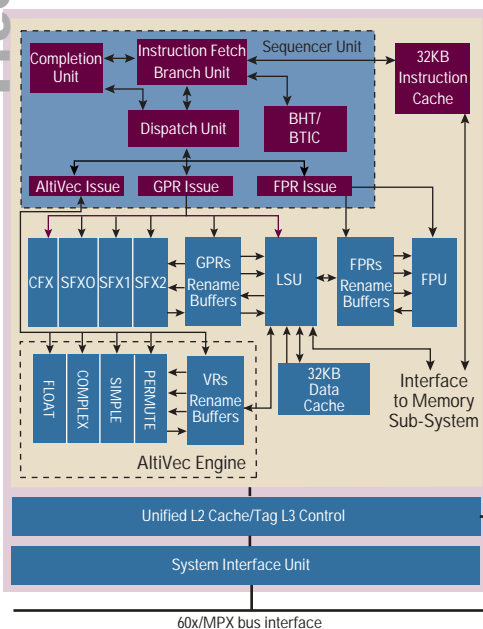 Sequencer Unit
Completion
Unit
Instruction Fetch
Branch Unit
32KB
Instruction
Cache
Dispatch Unit
BHT/
BTIC
AltiVec Issue
GPR Issue
FPR Issue
CFX
SFX0
SFX1
SFX2
GPRs
Rename
Buffers
LSU
FPRs
Rename
Buffers
FPU
FLOAT
COMPLEX
SIMPLE
PERMUTE
VRs
Rename
Buffers
32KB
Data
Cache
Interface
to Memory
Sub-System
AltiVec Engine
Unified L2 Cache/Tag L3 Control
System Interface Unit
60x/MPX bus interface